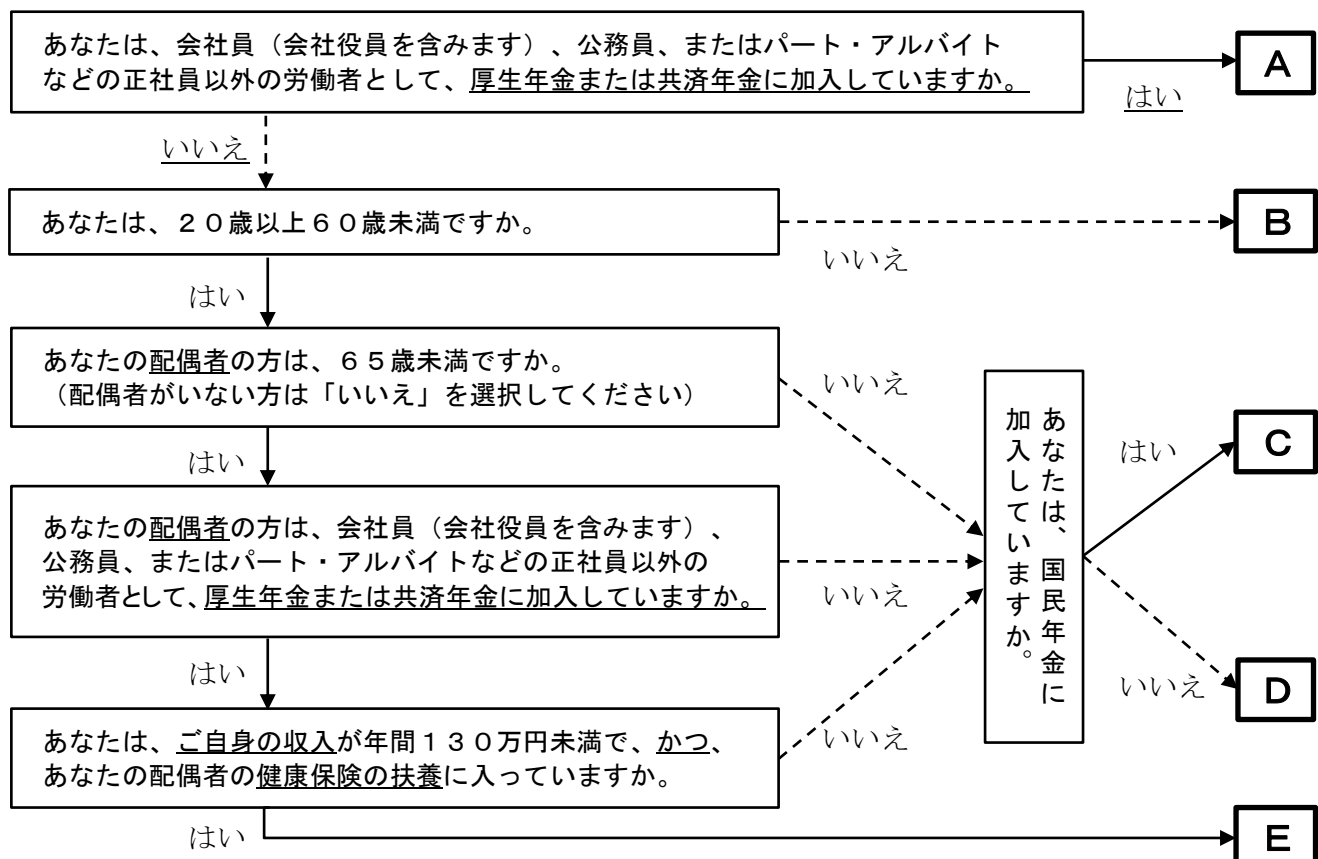 あなたは、会社員（会社役員を含みます）、公務員、またはパート・アルバイト
などの正社員以外の労働者として、厚生年金または共済年金に加入していますか。
はい
A
いいえ
あなたは、２０歳以上６０歳未満ですか。
いいえ
B
はい
あなたの配偶者の方は、６５歳未満ですか。
（配偶者がいない方は「いいえ」を選択してください）
いいえ
はい
あなたの配偶者の方は、会社員（会社役員を含みます）、
公務員、またはパート・アルバイトなどの正社員以外の
労働者として、厚生年金または共済年金に加入していますか。
いいえ
はい
あなたは、ご自身の収入が年間１３０万円未満で、かつ、
あなたの配偶者の健康保険の扶養に入っていますか。
いいえ
はい
あなたは、国民年金に
加入していますか。
はい
C
いいえ
D
E